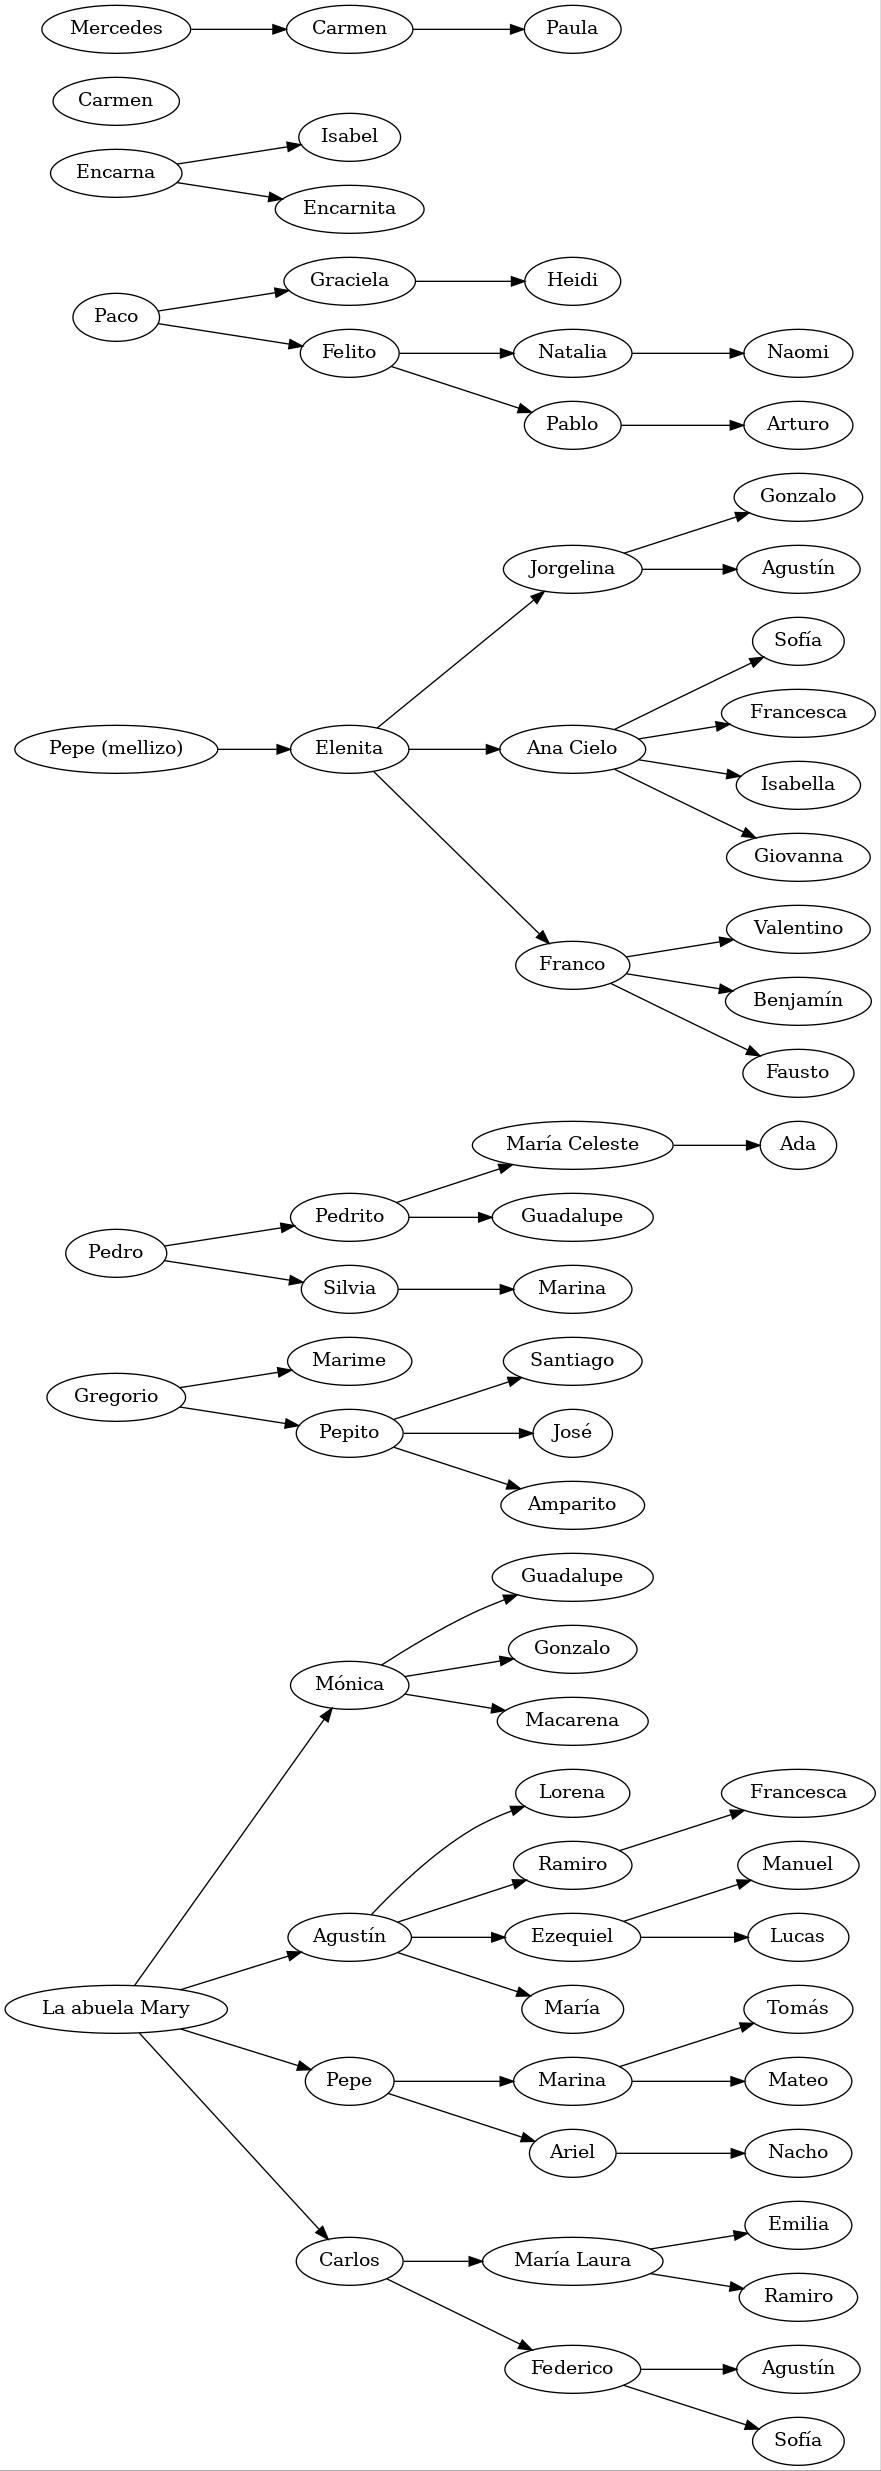 Mercedes
Carmen
Paula
Carmen
Encarna
Isabel
Encarnita
Paco
Graciela
Heidi
Felito
Natalia
Naomi
Pablo
Arturo
Pepe (mellizo)
Elenita
Jorgelina
Gonzalo
Agustín
Ana Cielo
Sofía
Francesca
Isabella
Giovanna
Franco
Valentino
Benjamín
Fausto
Pedro
Pedrito
María Celeste
Ada
Guadalupe
Silvia
Marina
Gregorio
Marime
Pepito
Santiago
José
Amparito
La abuela Mary
Mónica
Guadalupe
Gonzalo
Macarena
Agustín
Lorena
Ramiro
Francesca
Ezequiel
Manuel
Lucas
María
Pepe
Marina
Tomás
Mateo
Ariel
Nacho
Carlos
María Laura
Emilia
Ramiro
Federico
Agustín
Sofía